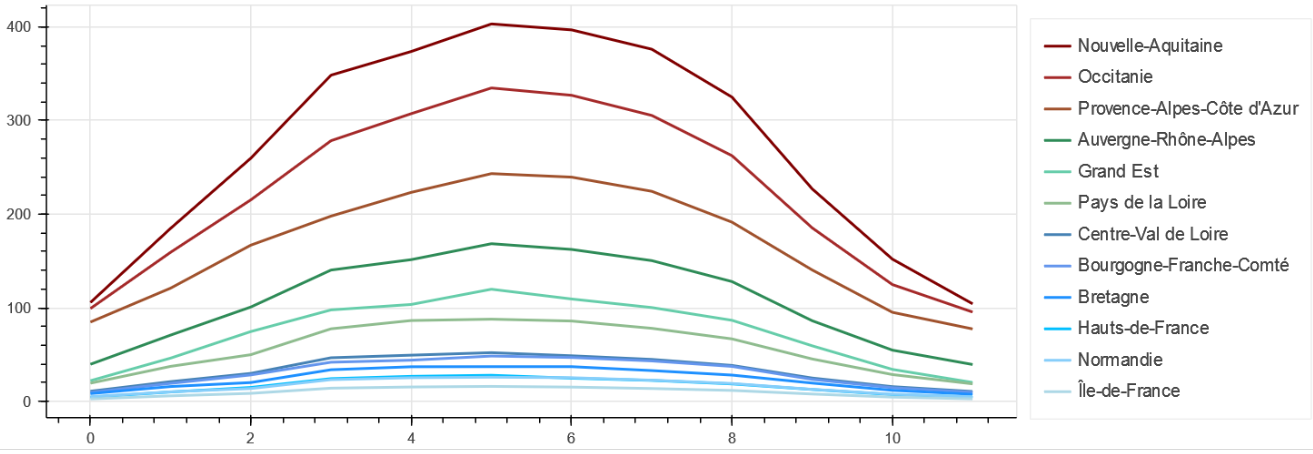 400
300
200
100
0
0 2 4 6 8 10
Nouvelle-Aquitaine
Occitanie
Provence-Alpes-Côte d'Azur
Auvergne-Rhône-Alpes
Grand Est
Pays de la Loire
Centre-Val de Loire
Bourgogne-Franche-Comté
Bretagne
Hauts-de-France
Normandie
Île-de-France